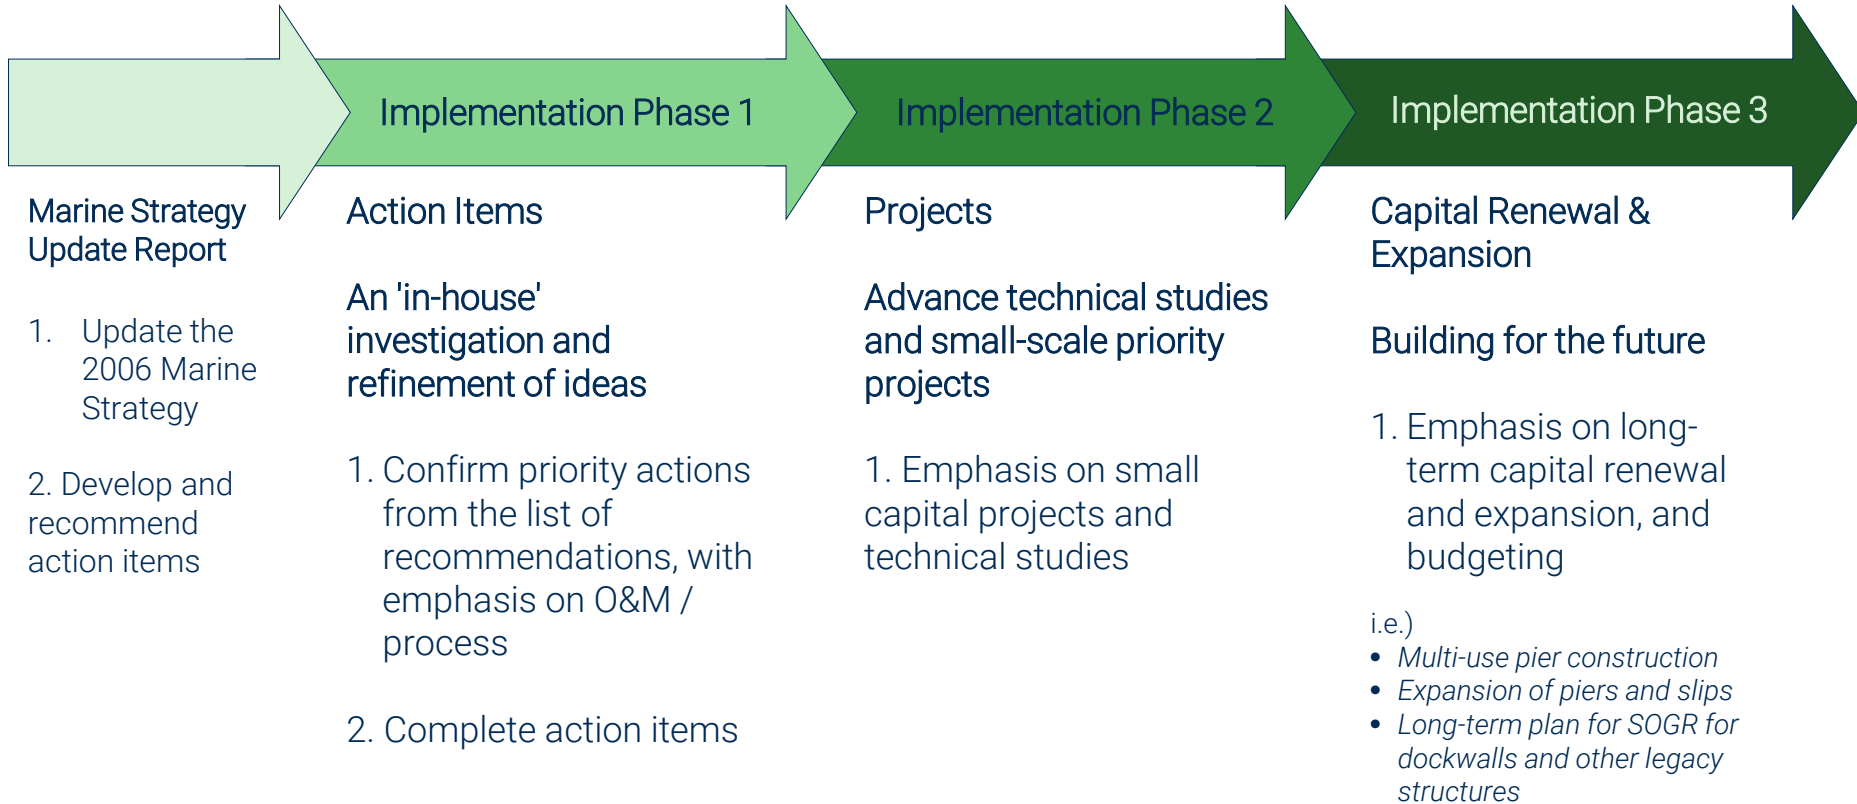 Implementation Phase 1
Implementation Phase 2
Implementation Phase 3
Marine Strategy
Update Report
1. Update the
2006 Marine
Strategy
2. Develop and
recommend
action items
Action Items
An 'in-house'
investigation and
refinement of ideas
1. Confirm priority actions
from the list of
recommendations, with
emphasis on O&M /
process
2. Complete action items
Projects
Advance technical studies
and small-scale priority
projects
1. Emphasis on small
capital projects and
technical studies
Capital Renewal &
Expansion
Building for the future
1. Emphasis on long-
term capital renewal
and expansion, and
budgeting
i.e.)
• Multi-use pier construction
• Expansion of piers and slips
• Long-term plan for SOGR for
dockwalls and other legacy
structures